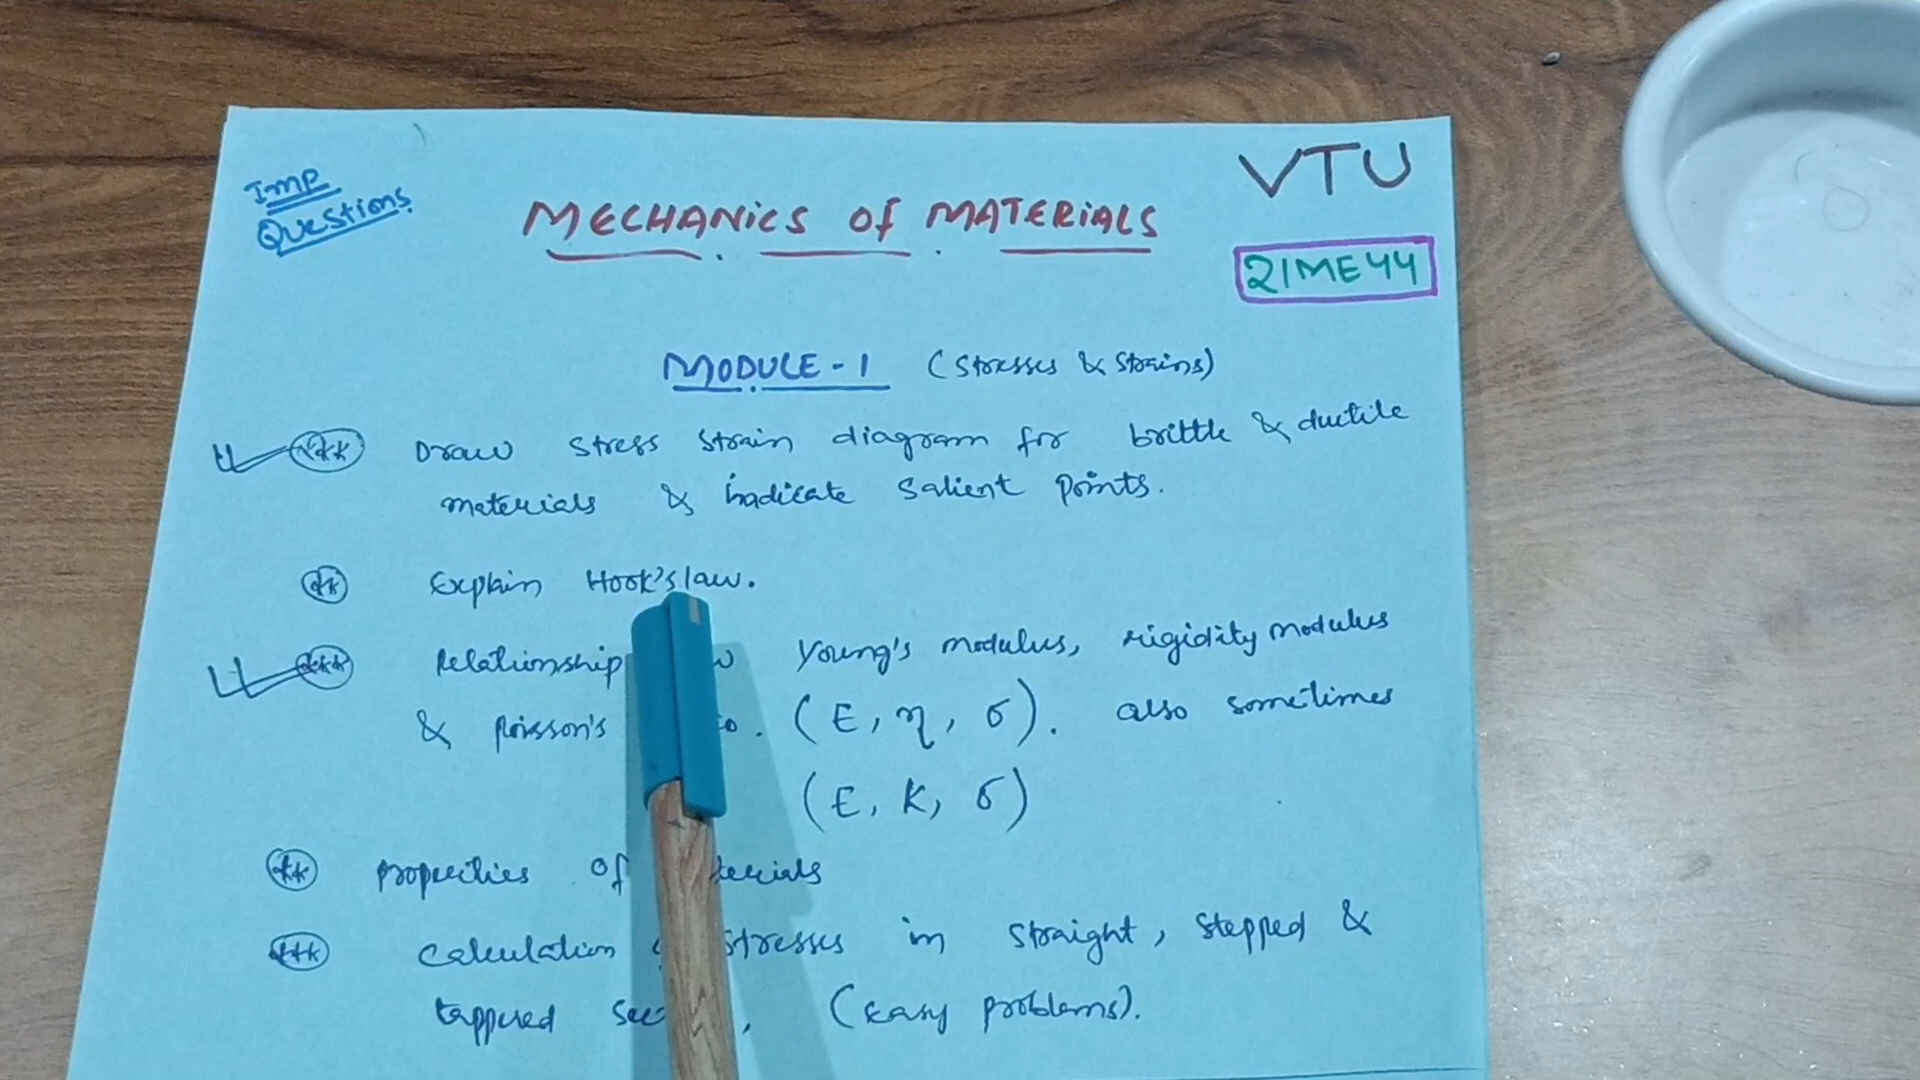 Imp
Questions
MECHANICS Of MATERIALS
VTU
21ME44
MODULE-1 (Stresses & Strains)
*** Draw stress strain diagram for brittle & ductile
materials & indicate salient points.
** Explain Hook's law.
*** Relationship Young's modulus, rigidity modulus
& Poisson's . (E, η, σ). also sometimes
(E, K, σ)
** properties of
*** calculation stresses in straight, stepped &
tappered , (easy problems).